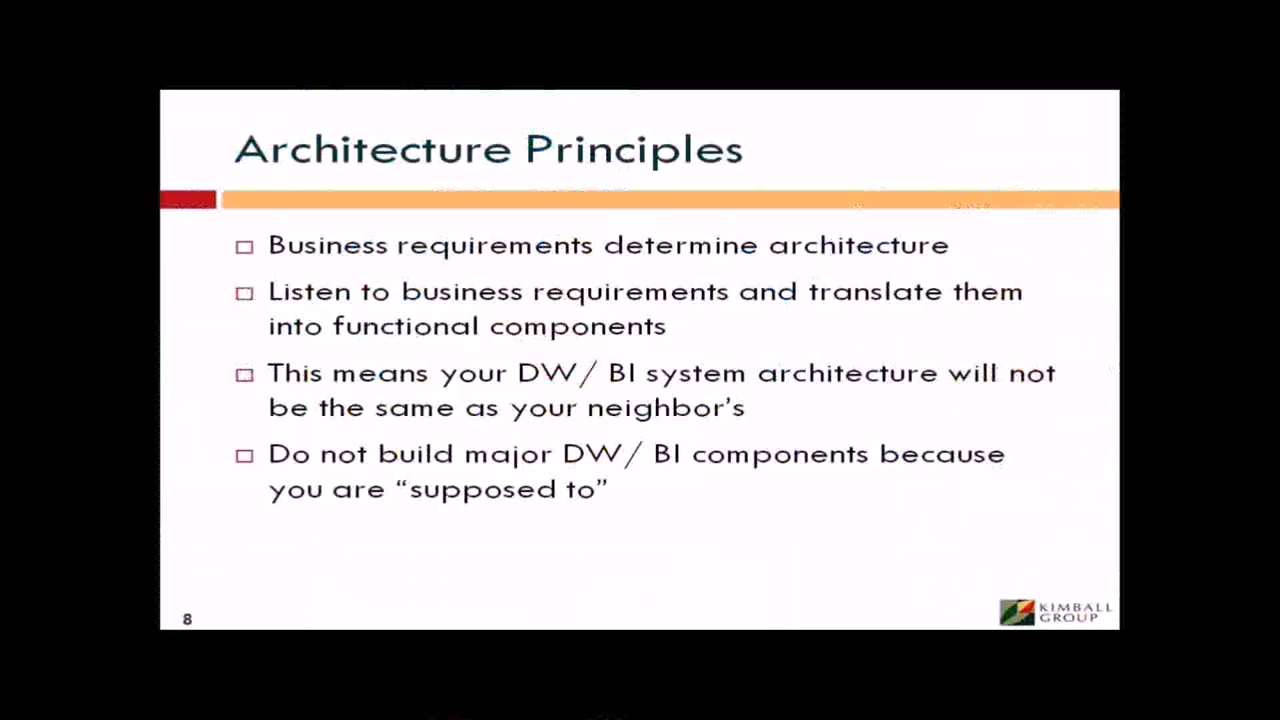 Architecture Principles
Business requirements determine architecture
Listen to business requirements and translate them
into functional components
This means your DW/ BI system architecture will not
be the same as your neighbor's
Do not build major DW/ BI components because
you are “supposed to”
8
KIMBALL
GROUP